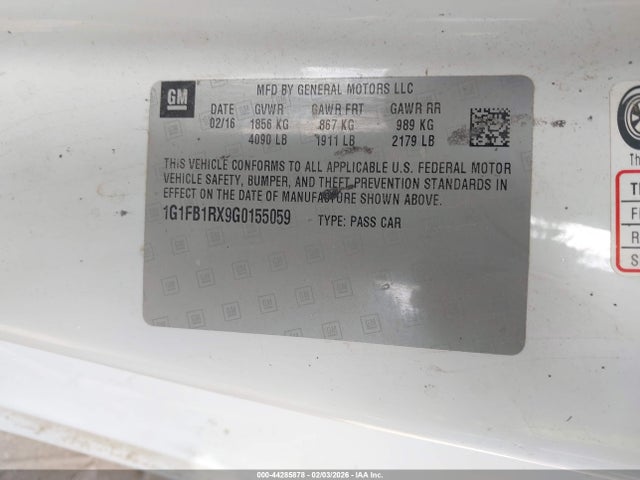 GM
MFD BY GENERAL MOTORS LLC
DATE GVWR GAWR FRT GAWR RR
02/16 1856 KG 867 KG 989 KG
4090 LB 1911 LB 2179 LB
THIS VEHICLE CONFORMS TO ALL APPLICABLE U.S. FEDERAL MOTOR
VEHICLE SAFETY, BUMPER, AND THEFT PREVENTION STANDARDS IN
EFFECT ON THE DATE OF MANUFACTURE SHOWN ABOVE.
1G1FB1RX9G0155059 TYPE: PASS CAR
000-44285878 - 02/03/2026 - IAA Inc.